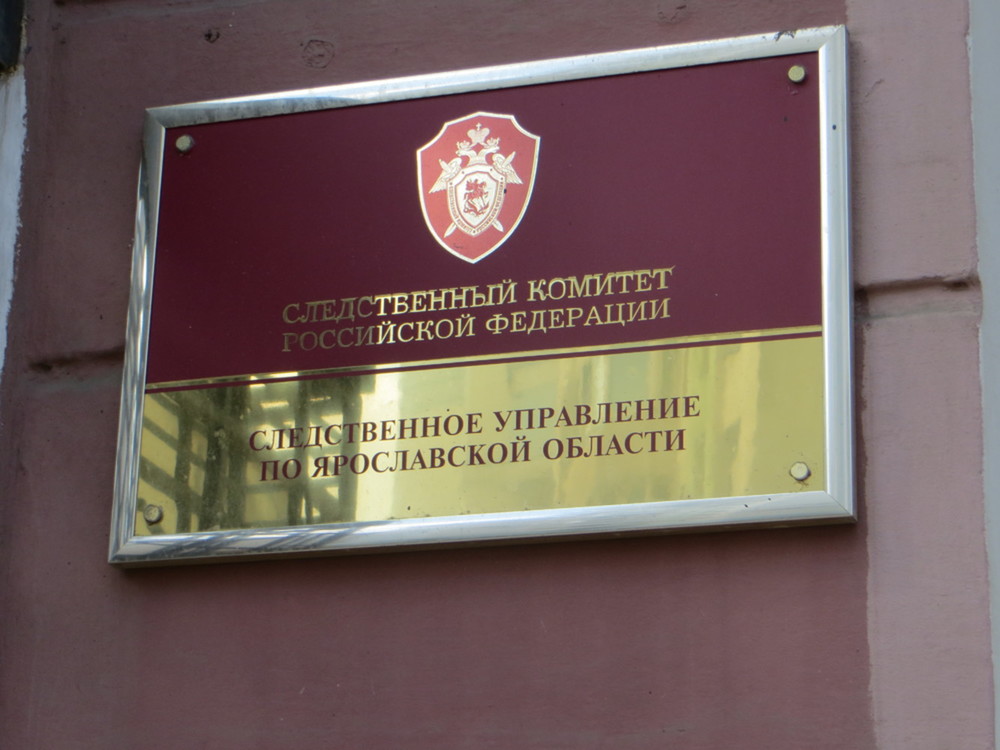 СЛЕДСТВЕННЫЙ КОМИТЕТ
РОССИЙСКОЙ ФЕДЕРАЦИИ
СЛЕДСТВЕННОЕ УПРАВЛЕНИЕ
ПО ЯРОСЛАВСКОЙ ОБЛАСТИ